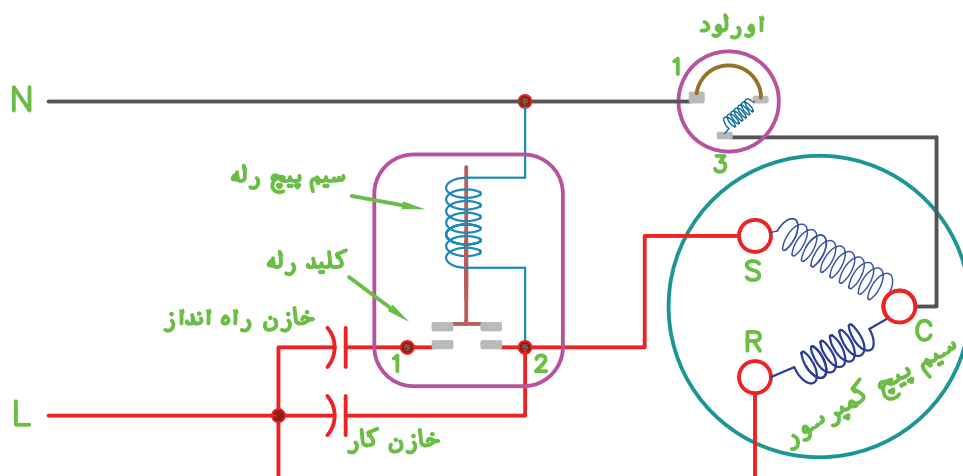 اورلود
1
N
3
سیم پیچ رله
کلید رله
S
خازن راه انداز
1
2
R
C
سیم پیچ کمپرسور
L
خازن کار